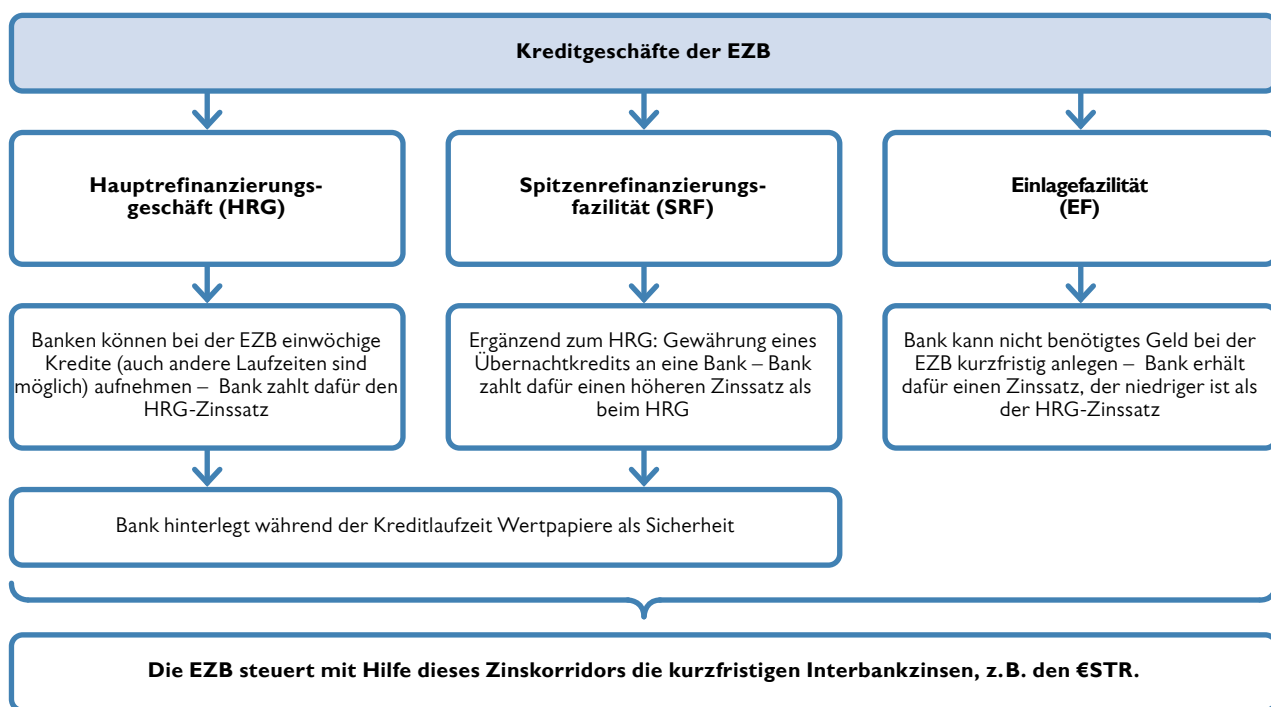 Kreditgeschäfte der EZB
Hauptrefinanzierungs-
geschäft (HRG)
Spitzenrefinanzierungs-
fazilität (SRF)
Einlagefazilität
(EF)
Banken können bei der EZB einwöchige
Kredite (auch andere Laufzeiten sind
möglich) aufnehmen – Bank zahlt dafür den
HRG-Zinssatz
Ergänzend zum HRG: Gewährung eines
Übernachtkredits an eine Bank – Bank
zahlt dafür einen höheren Zinssatz als
beim HRG
Bank kann nicht benötigtes Geld bei der
EZB kurzfristig anlegen – Bank erhält
dafür einen Zinssatz, der niedriger ist als
der HRG-Zinssatz
Bank hinterlegt während der Kreditlaufzeit Wertpapiere als Sicherheit
Die EZB steuert mit Hilfe dieses Zinskorridors die kurzfristigen Interbankzinsen, z.B. den €STR.